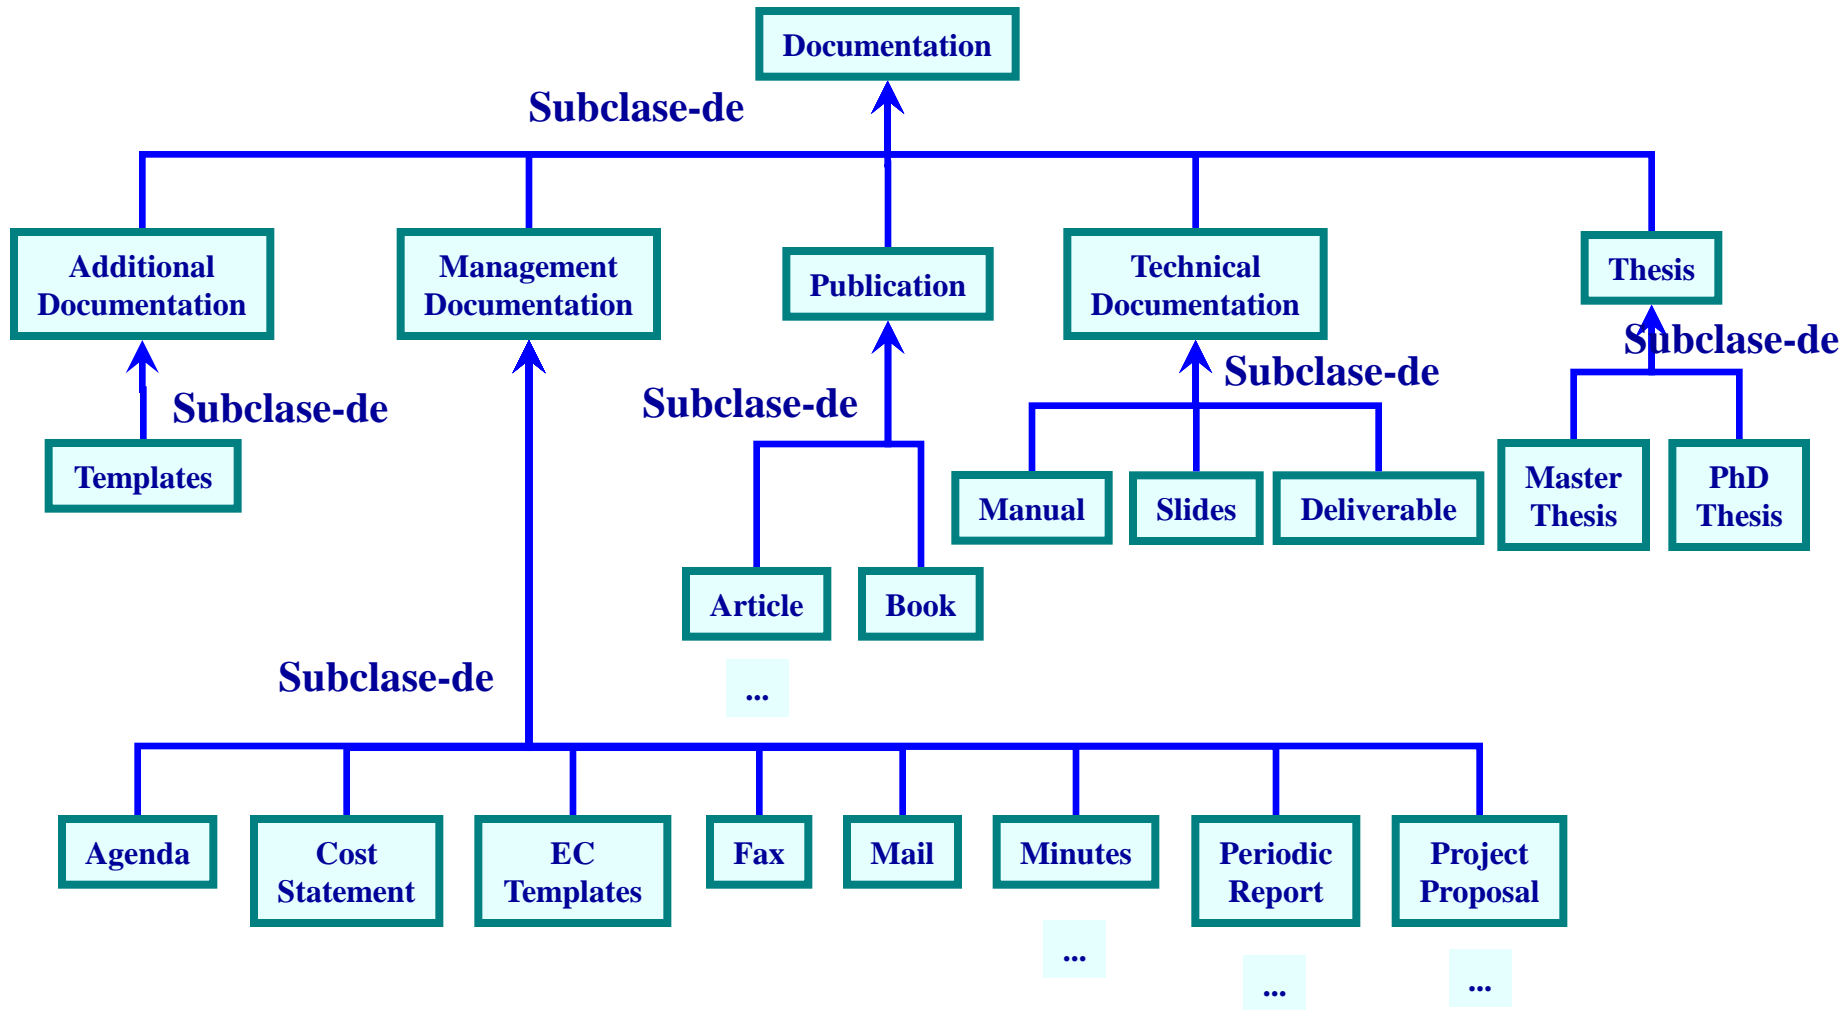 Documentation
Subclase-de
Additional
Documentation
Management
Documentation
Publication
Technical
Documentation
Thesis
Subclase-de
Subclase-de
Subclase-de
Subclase-de
Templates
Manual
Slides
Deliverable
Master
Thesis
PhD
Thesis
Article
Book
...
Subclase-de
Agenda
Cost
Statement
EC
Templates
Fax
Mail
Minutes
Periodic
Report
Project
Proposal
...
...
...